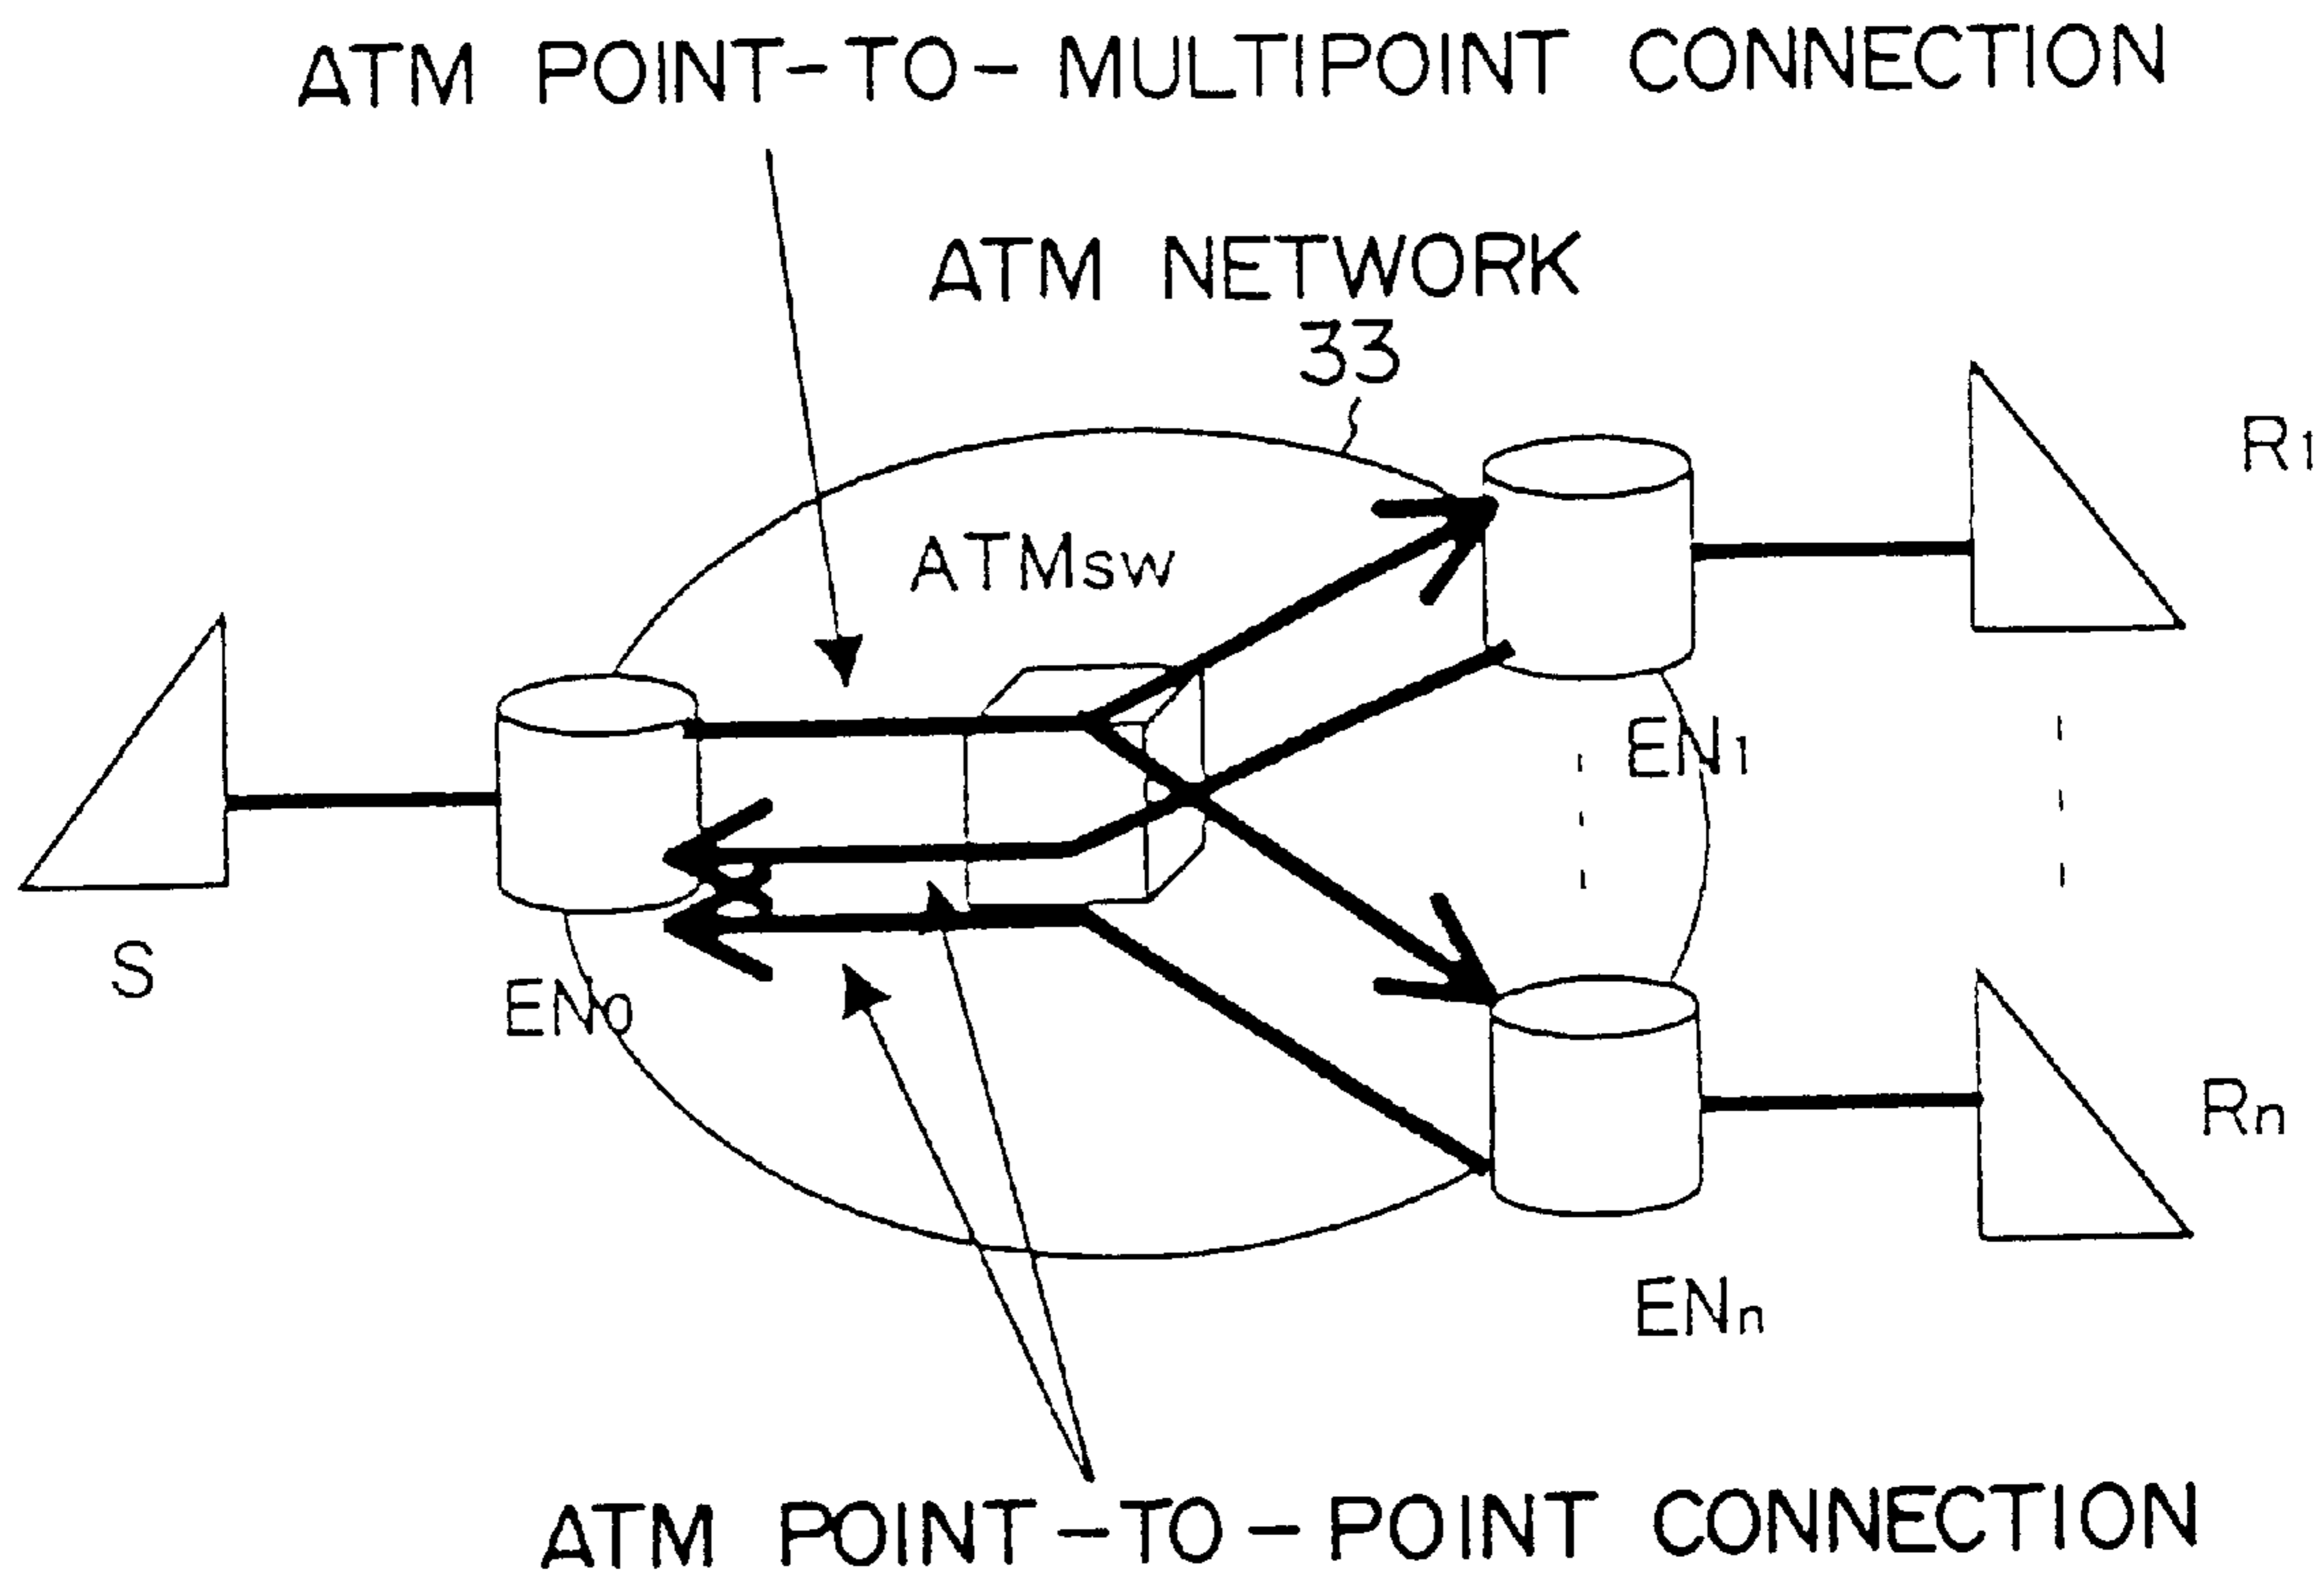 ATM POINT-TO-MULTIPOINT CONNECTION
ATM NETWORK
33
R1
ATMsw
EN1
S
EN0
Rn
ENn
ATM POINT-TO-POINT CONNECTION